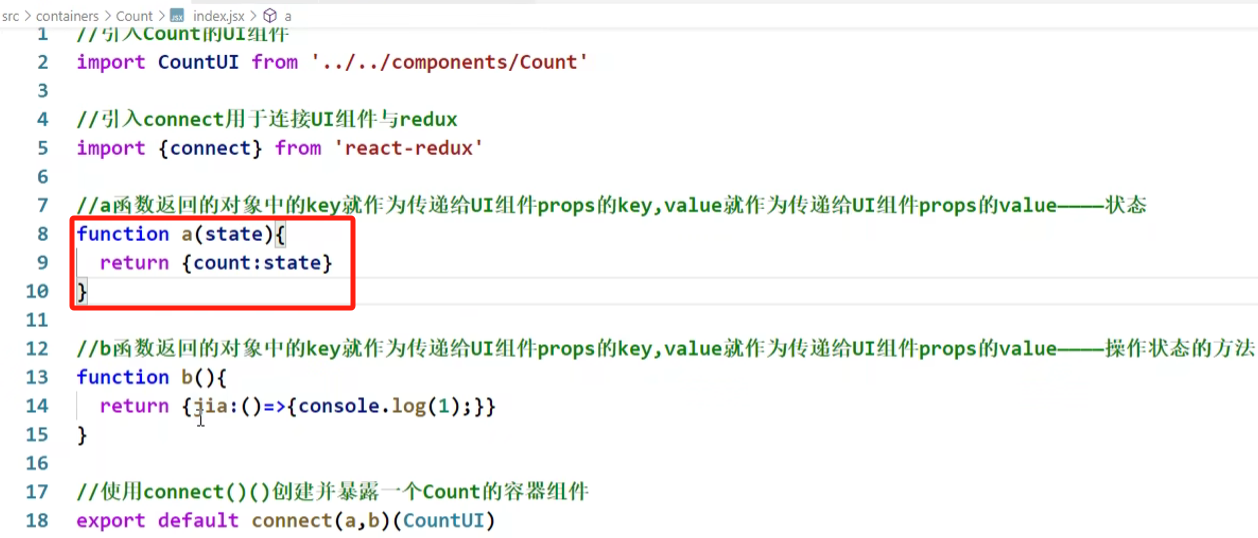 src > containers > Count > JSX index.jsx > a
1 //引入Count的UI组件
2 import CountUI from '../../components/Count'
3
4 //引入connect用于连接UI组件与redux
5 import {connect} from 'react-redux'
6
7 //a函数返回的对象中的key就作为传递给UI组件props的key,value就作为传递给UI组件props的value————状态
8 function a(state){
9 return {count:state}
10 }
11
12 //b函数返回的对象中的key就作为传递给UI组件props的key,value就作为传递给UI组件props的value————操作状态的方法
13 function b(){
14 return {jia:()=>{console.log(1);}}
15 }
16
17 //使用connect()()创建并暴露一个Count的容器组件
18 export default connect(a,b)(CountUI)